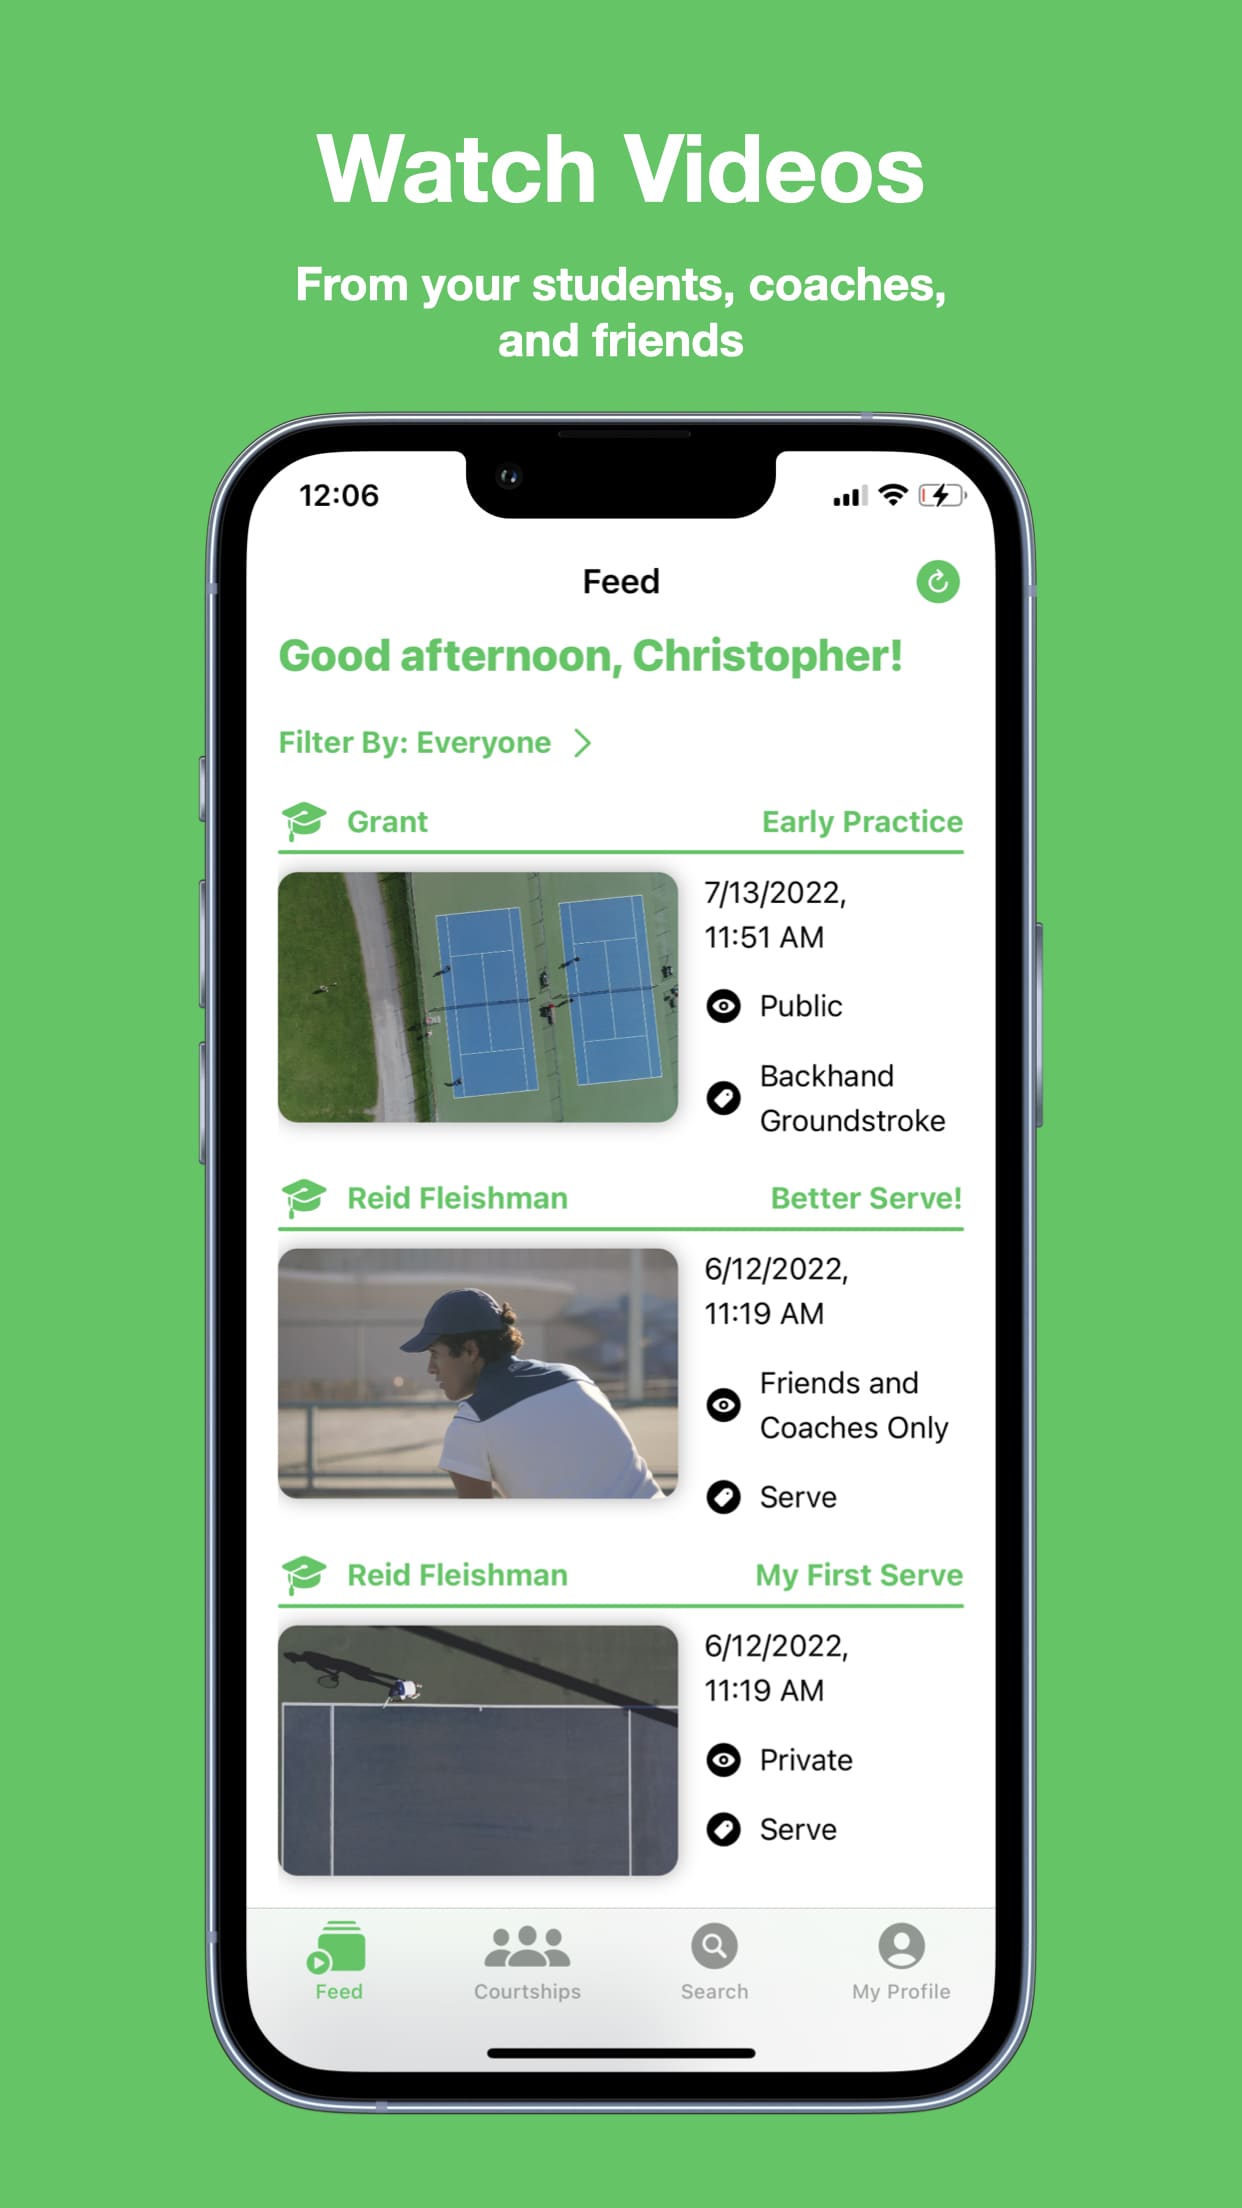 Watch Videos
From your students, coaches,
and friends
12:06
Feed
Good afternoon, Christopher!
Filter By: Everyone
Grant
Early Practice
7/13/2022,
11:51 AM
Public
Backhand
Groundstroke
Reid Fleishman
Better Serve!
6/12/2022,
11:19 AM
Friends and
Coaches Only
Serve
Reid Fleishman
My First Serve
6/12/2022,
11:19 AM
Private
Serve
Feed
Courtships
Search
My Profile